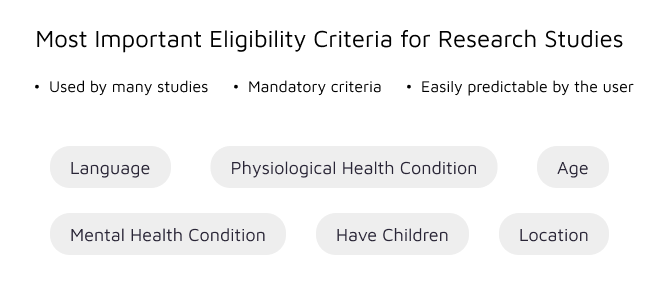 Most Important Eligibility Criteria for Research Studies
• Used by many studies • Mandatory criteria • Easily predictable by the user
Language Physiological Health Condition Age
Mental Health Condition Have Children Location